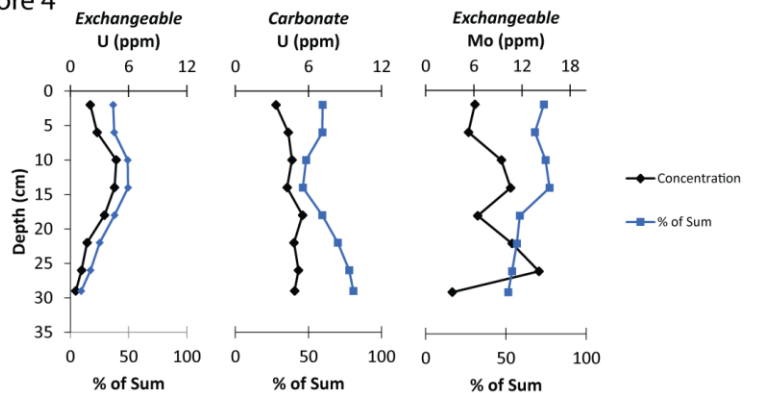 Exchangeable
U (ppm)
0 6 12
0
5
10
15
20
25
30
35
Depth (cm)
0 50 100
% of Sum
Carbonate
U (ppm)
0 6 12
0 50 100
% of Sum
Exchangeable
Mo (ppm)
0 6 12 18
0 50 100
% of Sum
Concentration
% of Sum